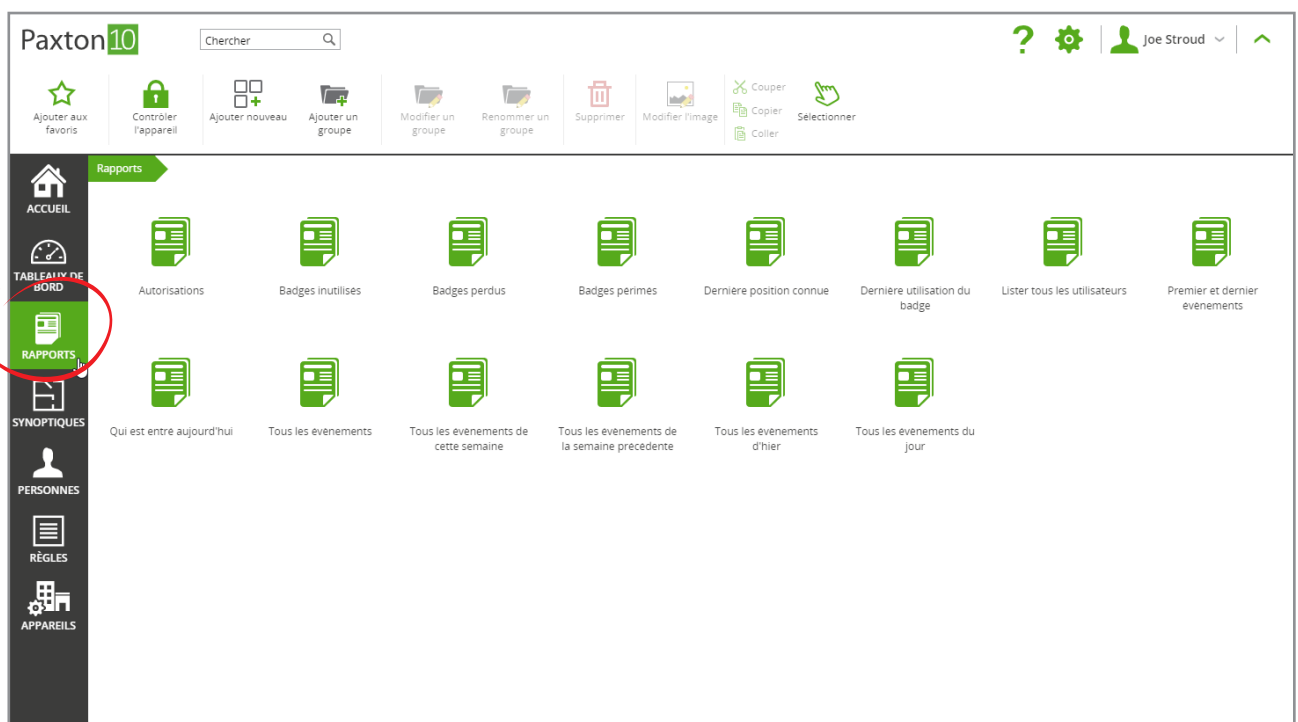 Paxton10
Chercher
Joe Stroud
Ajouter aux
favoris
Contrôler
l'appareil
Ajouter nouveau
Ajouter un
groupe
Modifier un
groupe
Renommer un
groupe
Supprimer
Modifier l'image
Couper
Copier
Coller
Sélectionner
ACCUEIL
TABLEAUX DE
BORD
RAPPORTS
SYNOPTIQUES
PERSONNES
RÈGLES
APPAREILS
Rapports
Autorisations
Badges inutilisés
Badges perdus
Badges périmés
Dernière position connue
Dernière utilisation du
badge
Lister tous les utilisateurs
Premier et dernier
évènements
Qui est entré aujourd'hui
Tous les évènements
Tous les évènements de
cette semaine
Tous les évènements de
la semaine précédente
Tous les évènements
d'hier
Tous les évènements du
jour